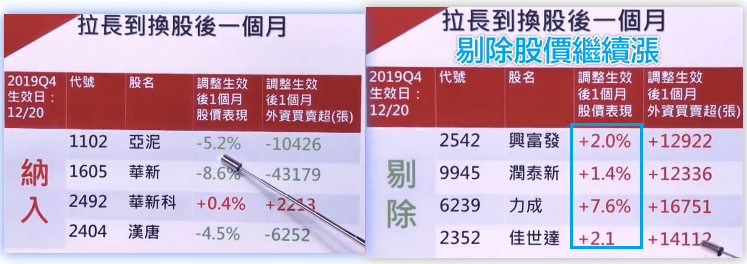 拉長到換股後一個月
2019Q4 生效日： 12/20
代號 股名 調整生效後1個月股價表現 調整生效後1個月外資買賣超(張)
納入
1102 亞泥 -5.2% -10426
1605 華新 -8.6% -43179
2492 華新科 +0.4% +2213
2404 漢唐 -4.5% -6252
拉長到換股後一個月
剔除股價繼續漲
2019Q4 生效日： 12/20
代號 股名 調整生效後1個月股價表現 調整生效後1個月外資買賣超(張)
剔除
2542 興富發 +2.0% +12922
9945 潤泰新 +1.4% +12336
6239 力成 +7.6% +16751
2352 佳世達 +2.1 +14112